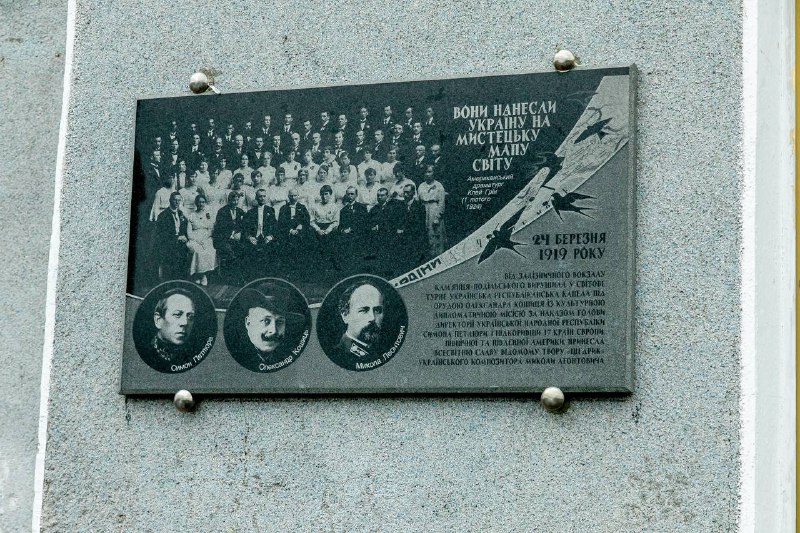 ВОНИ НАНЕСЛИ
УКРАЇНУ НА
МИСТЕЦЬКУ
МАПУ
СВІТУ
Американський
драматург
Клей Грін
(1 лютого
1924)
24 БЕРЕЗНЯ
1919 РОКУ
ВІД ЗАЛІЗНИЧНОГО ВОКЗАЛУ
КАМ'ЯНЦЯ-ПОДІЛЬСЬКОГО ВИРУШИЛА У СВІТОВЕ
ТУРНЕ УКРАЇНСЬКА РЕСПУБЛІКАНСЬКА КАПЕЛА ПІД
ОРУДОЮ ОЛЕКСАНДРА КОШИЦЯ ІЗ КУЛЬТУРНОЮ
ДИПЛОМАТИЧНОЮ МІСІЄЮ ЗА НАКАЗОМ ГОЛОВИ
ДИРЕКТОРІЇ УКРАЇНСЬКОЇ НАРОДНОЇ РЕСПУБЛІКИ
СИМОНА ПЕТЛЮРИ І ПІДКОРИВШИ 17 КРАЇН ЄВРОПИ,
ПІВНІЧНОЇ ТА ПІВДЕННОЇ АМЕРИКИ, ПРИНЕСЛА
ВСЕСВІТНЮ СЛАВУ ВІДОМОМУ ТВОРУ «ЩЕДРИК»
УКРАЇНСЬКОГО КОМПОЗИТОРА МИКОЛИ ЛЕОНТОВИЧА
Симон Петлюра
Олександр Кошиць
Микола Леонтович